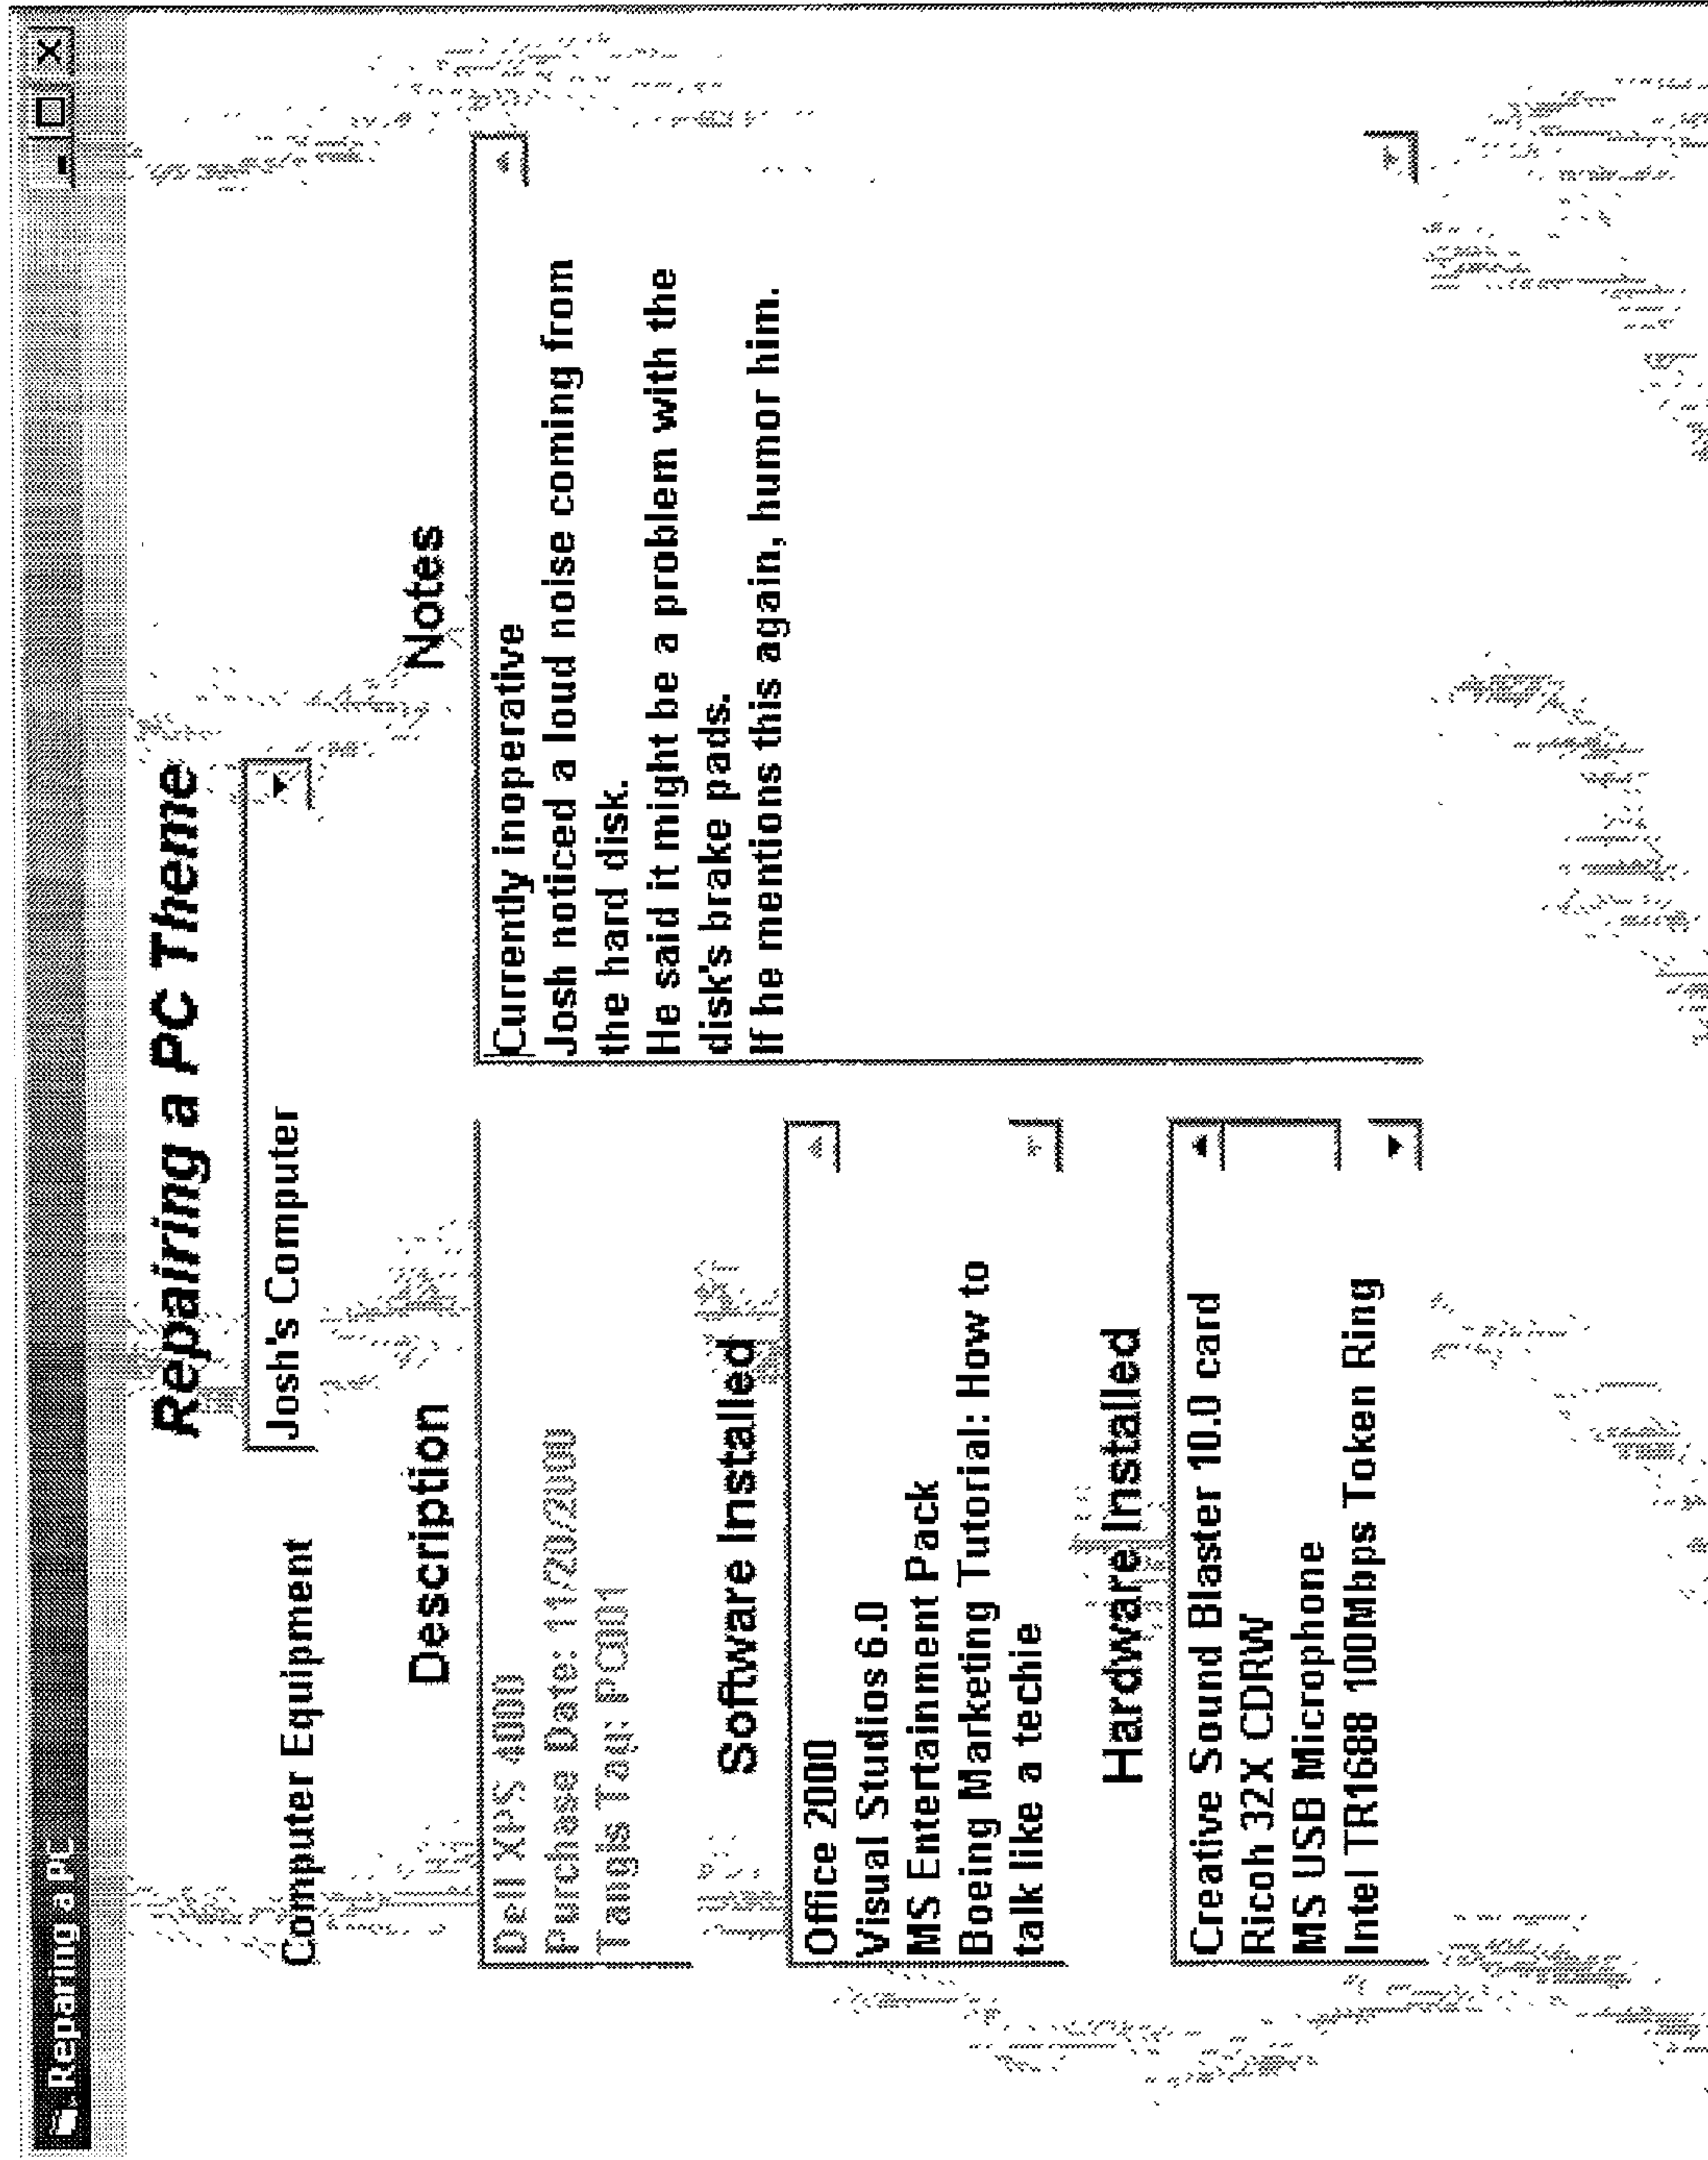 Reparing a PC
Repairing a PC Theme
Computer Equipment
Josh's Computer
Description
Dell XPS 4000
Purchase Date: 11/20/2000
Tangis Tag: PC001
Software Installed
Office 2000
Visual Studios 6.0
MS Entertainment Pack
Boeing Marketing Tutorial: How to
talk like a techie
Hardware Installed
Creative Sound Blaster 10.0 card
Ricoh 32X CDRW
MS USB Microphone
Intel TR1688 100Mbps Token Ring
Notes
Currently inoperative
Josh noticed a loud noise coming from
the hard disk.
He said it might be a problem with the
disk's brake pads.
If he mentions this again, humor him.